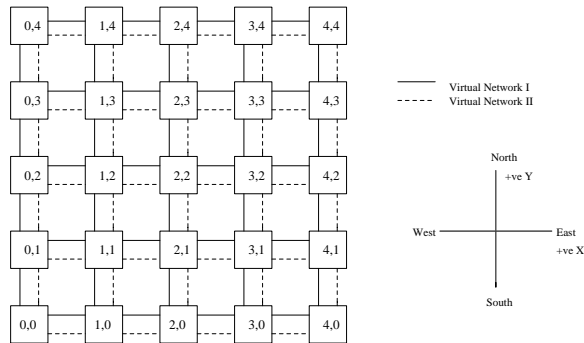 0,4 1,4 2,4 3,4 4,4
0,3 1,3 2,3 3,3 4,3
0,2 1,2 2,2 3,2 4,2
0,1 1,1 2,1 3,1 4,1
0,0 1,0 2,0 3,0 4,0
Virtual Network I
Virtual Network II
North
+ve Y
West
East
+ve X
South